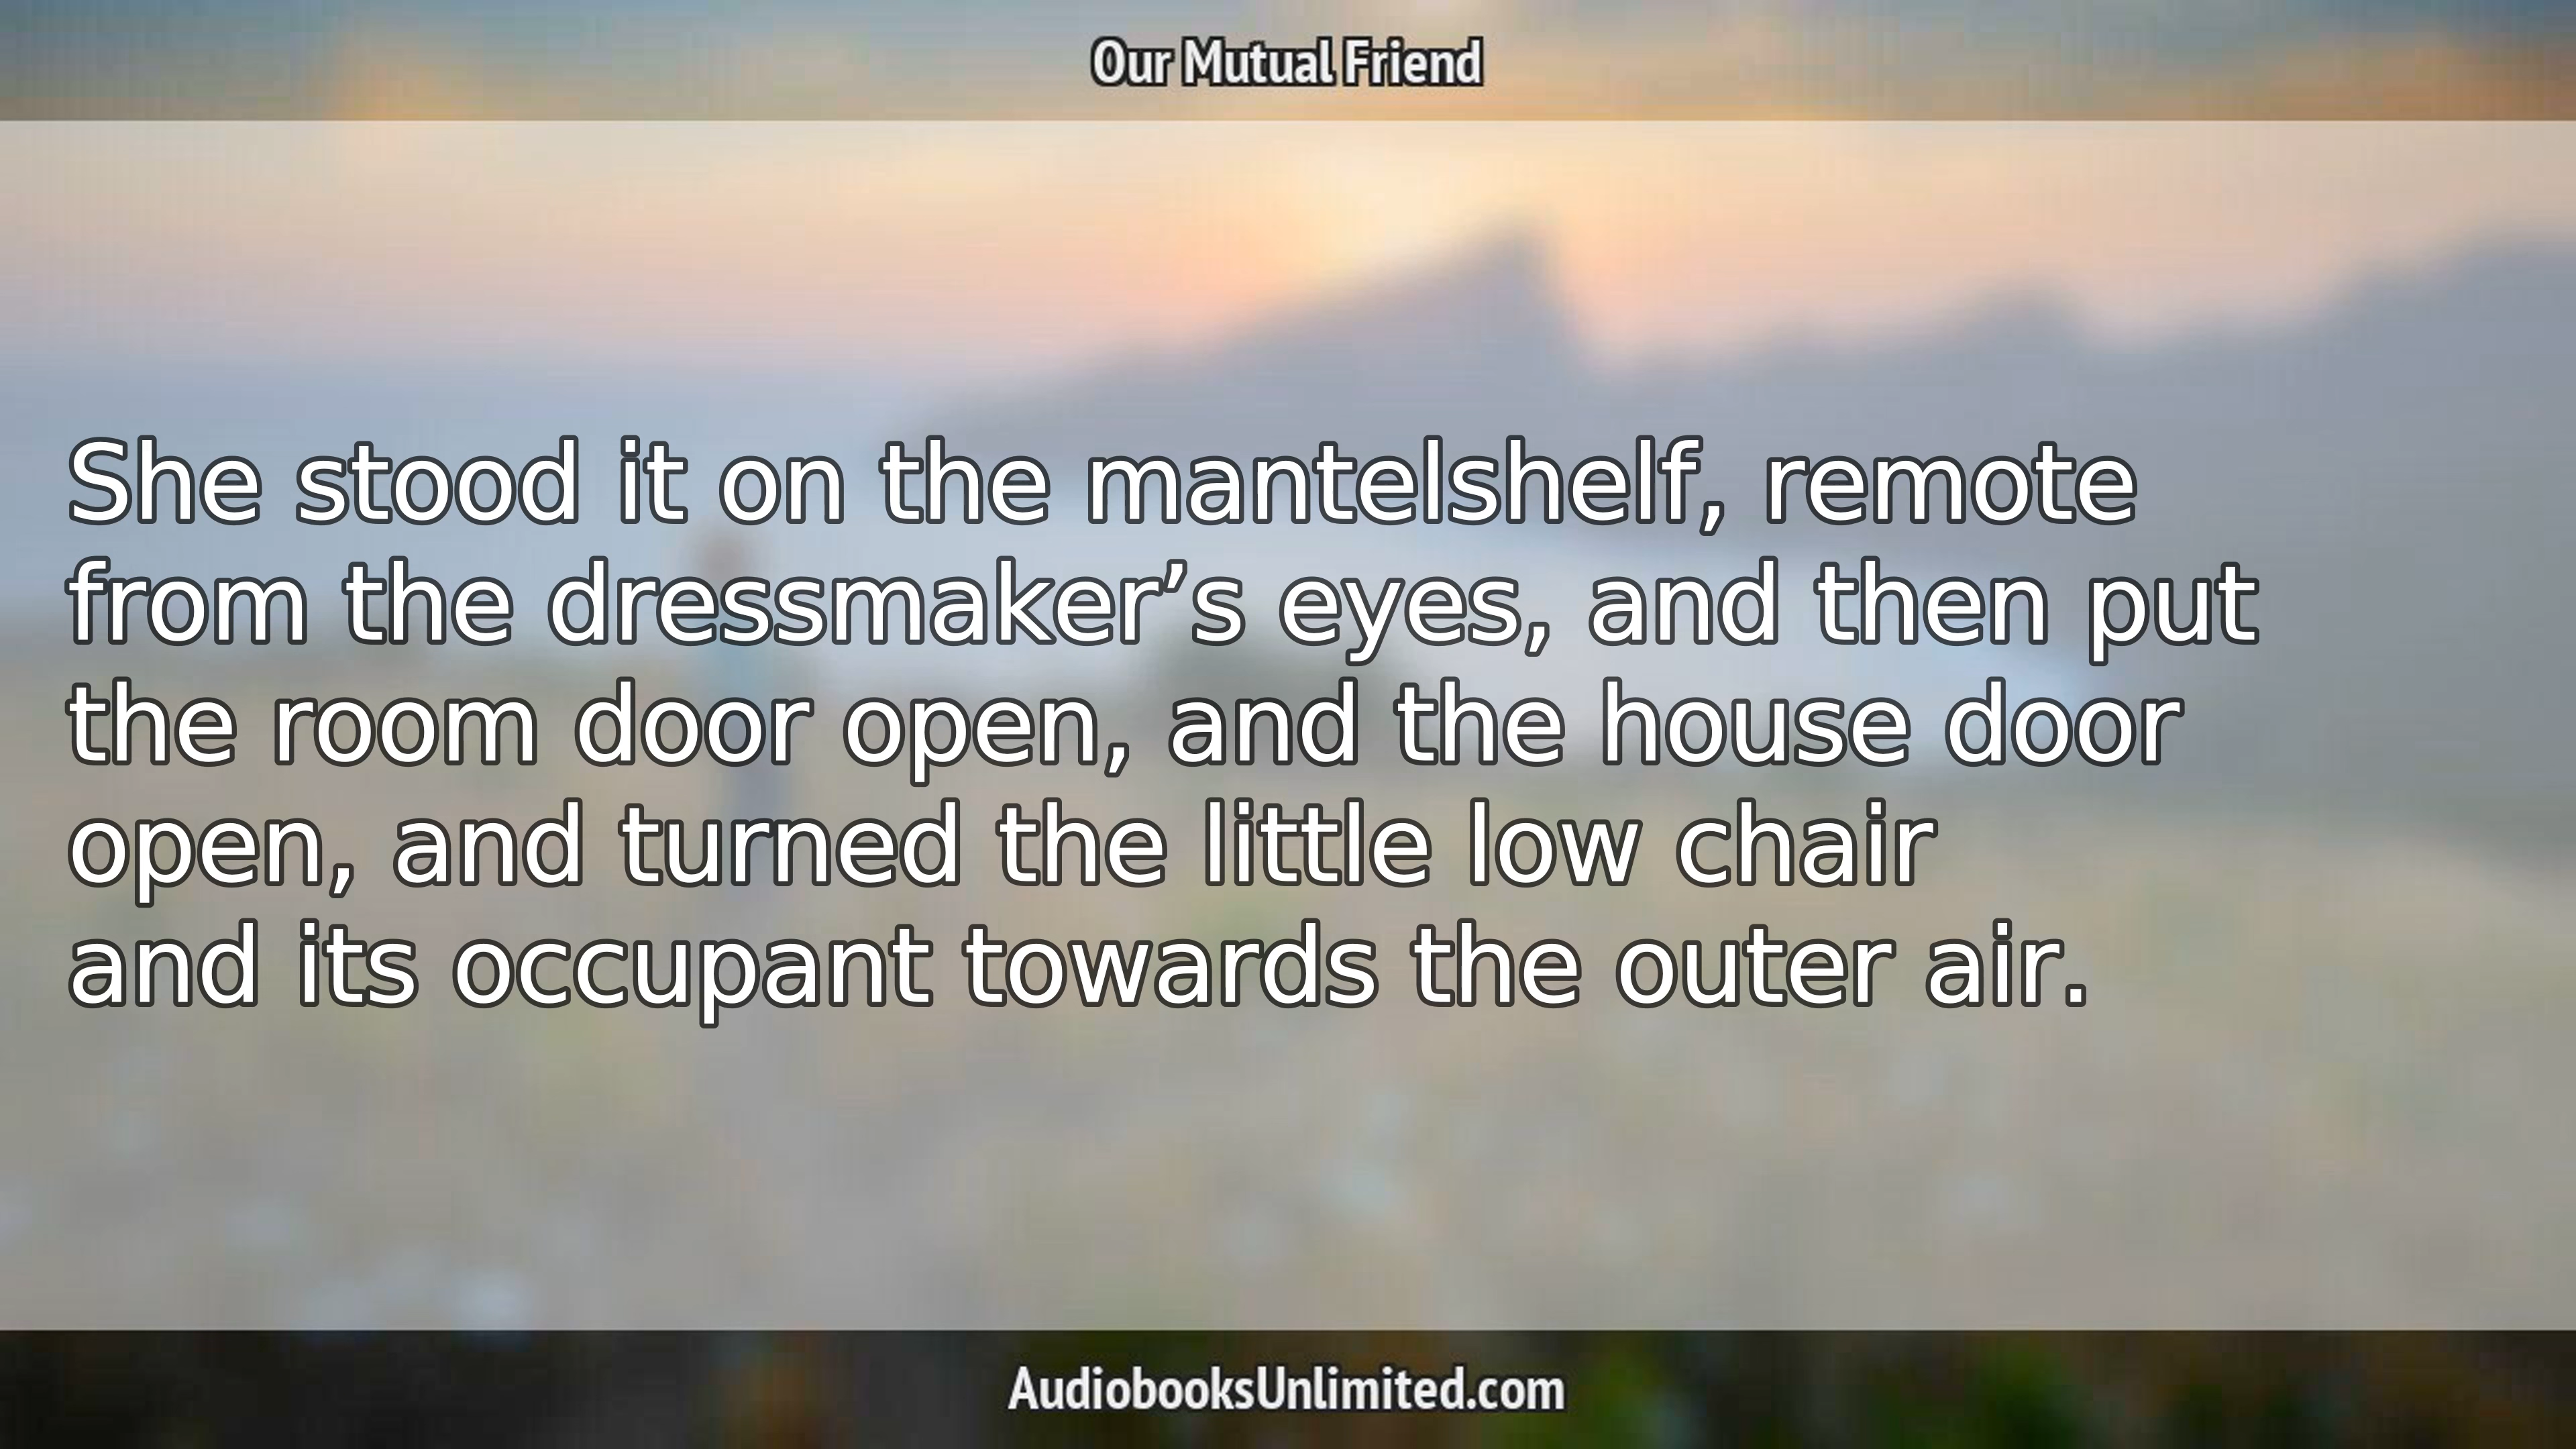 Our Mutual Friend
She stood it on the mantelshelf, remote
from the dressmaker’s eyes, and then put
the room door open, and the house door
open, and turned the little low chair
and its occupant towards the outer air.
AudiobooksUnlimited.com